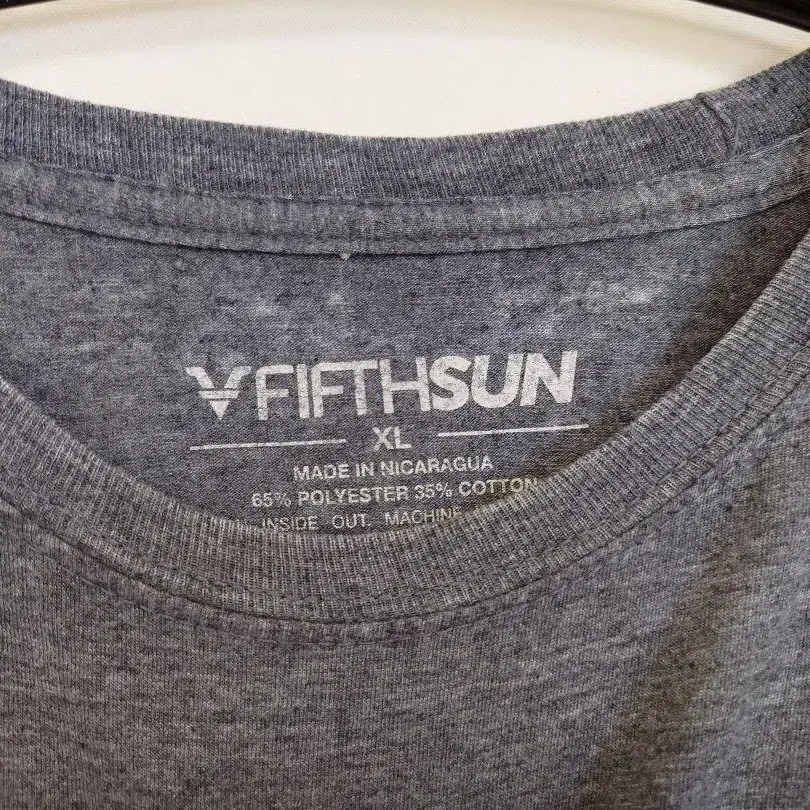 FIFTHSUN
XL
MADE IN NICARAGUA
65% POLYESTER 35% COTTON
INSIDE OUT. MACHINE